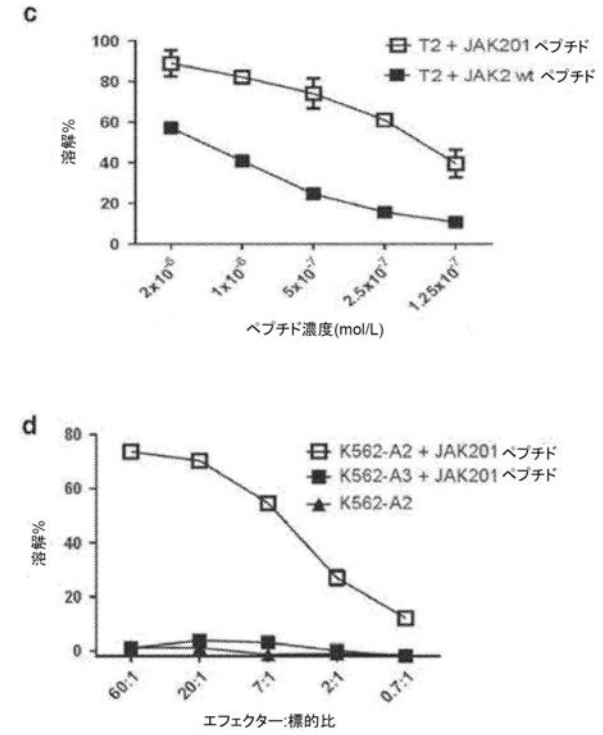 c
T2 + JAK201 ペプチド
T2 + JAK2 wt ペプチド
100
80
60
40
20
0
溶解%
2x10⁻⁶
1x10⁻⁶
5x10⁻⁷
2.5x10⁻⁷
1.25x10⁻⁷
ペプチド濃度(mol/L)
d
K562-A2 + JAK201 ペプチド
K562-A3 + JAK201 ペプチド
K562-A2
80
60
40
20
0
溶解%
60:1
20:1
7:1
2:1
0.7:1
エフェクター:標的比